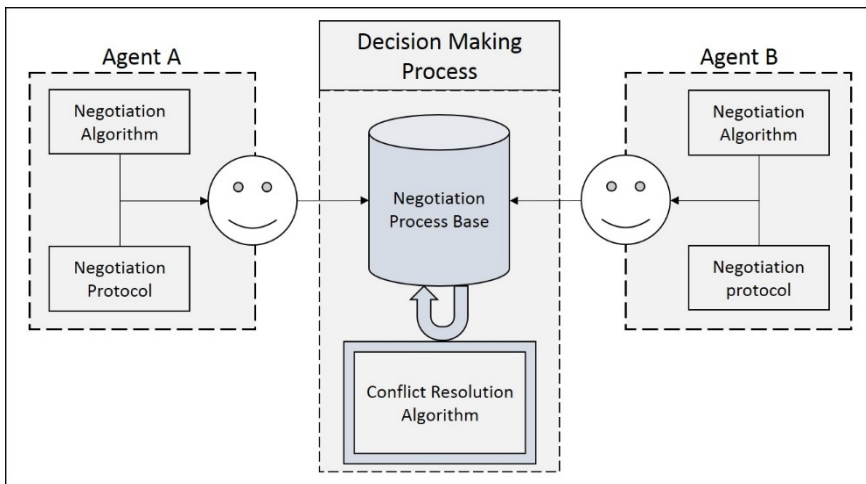 Agent A
Negotiation
Algorithm
Negotiation
Protocol
Decision Making
Process
Negotiation
Process Base
Conflict Resolution
Algorithm
Agent B
Negotiation
Algorithm
Negotiation
protocol